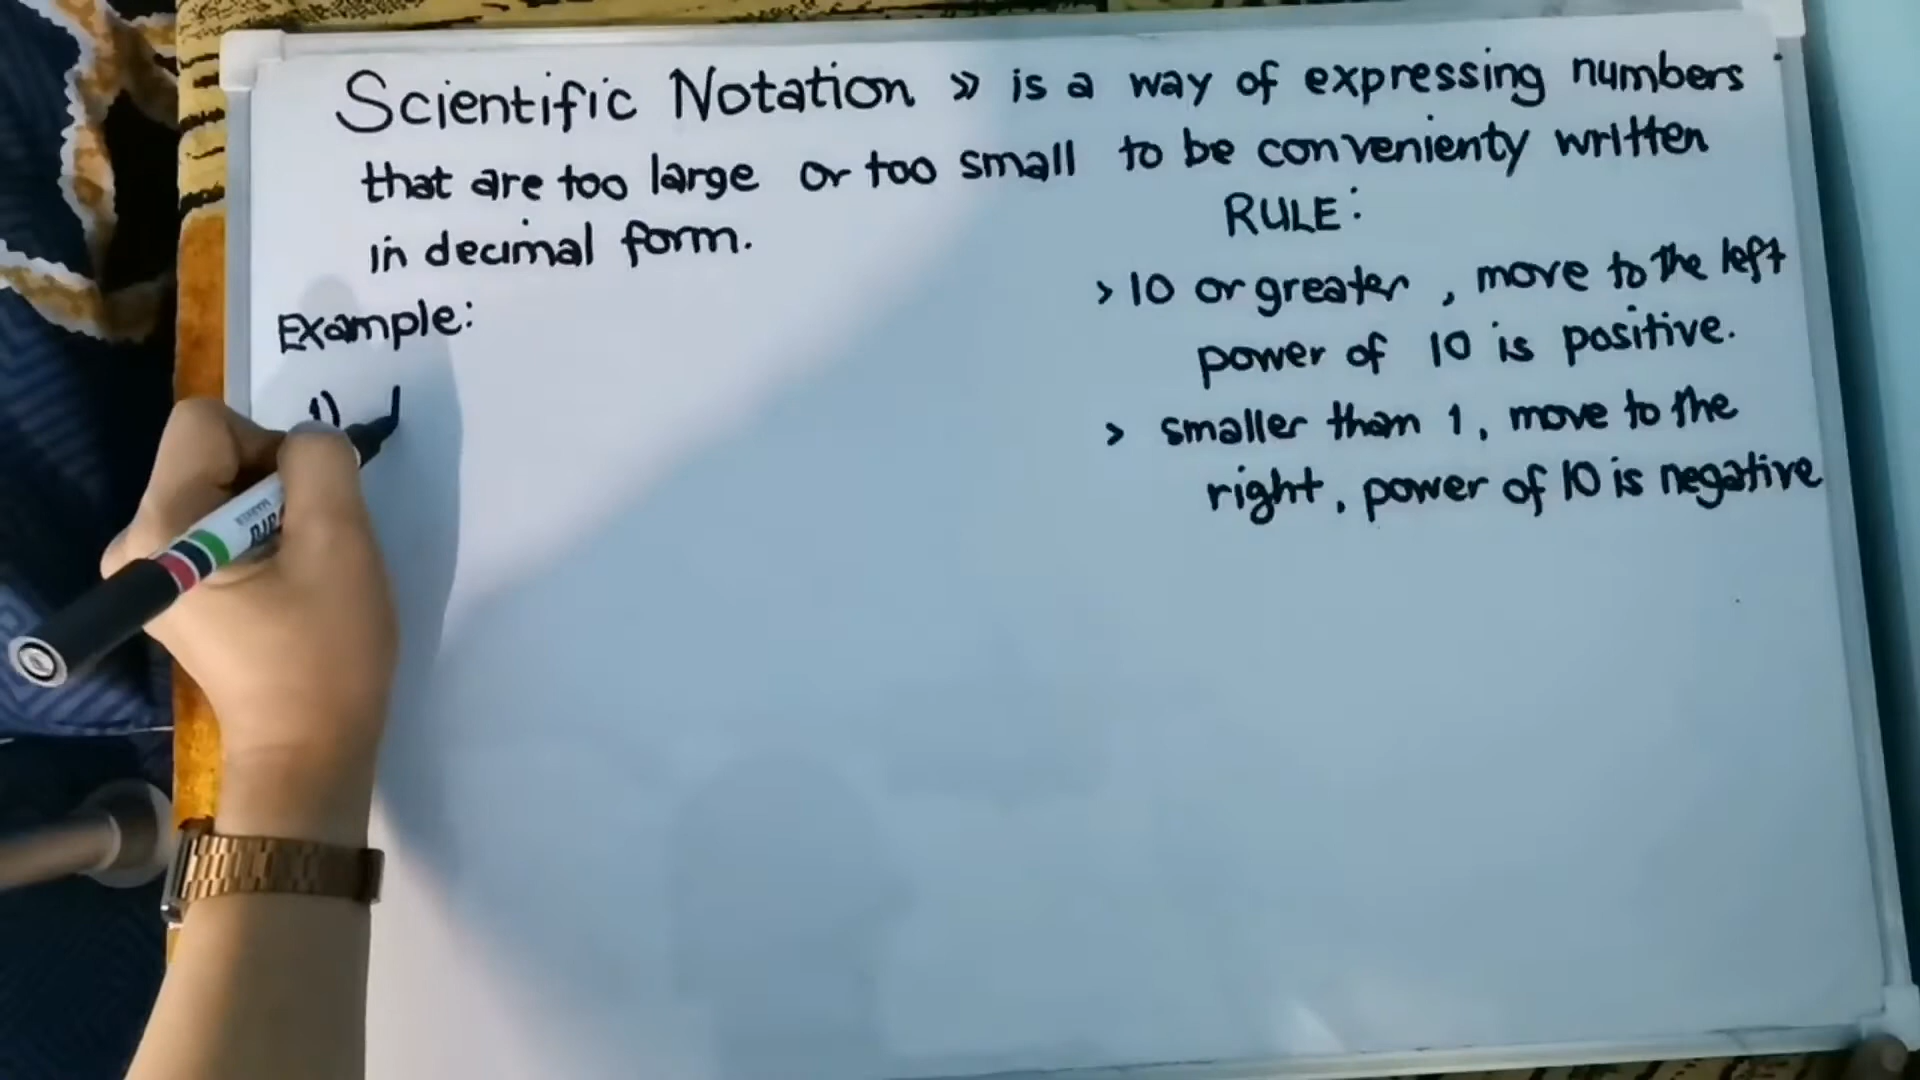 Scientific Notation » is a way of expressing numbers
that are too large or too small to be convenienty written
in decimal form.
RULE:
> 10 or greater, move to the left
power of 10 is positive.
> smaller than 1, move to the
right, power of 10 is negative
Example:
1)
MARKER